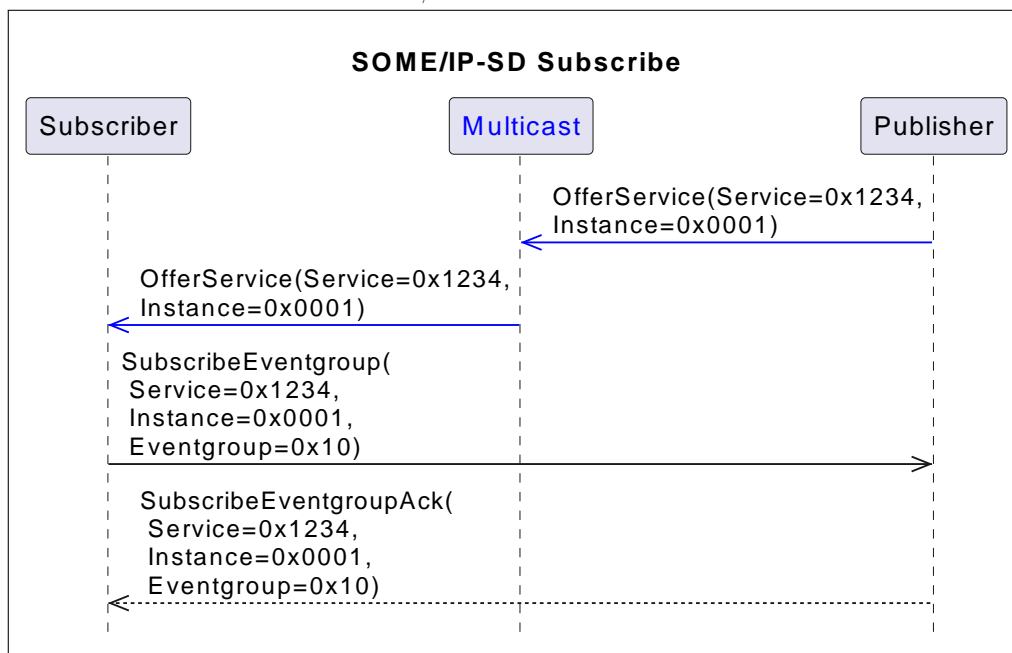 SOME/IP-SD Subscribe
Subscriber
Multicast
Publisher
OfferService(Service=0x1234,
Instance=0x0001)
OfferService(Service=0x1234,
Instance=0x0001)
SubscribeEventgroup(
Service=0x1234,
Instance=0x0001,
Eventgroup=0x10)
SubscribeEventgroupAck(
Service=0x1234,
Instance=0x0001,
Eventgroup=0x10)